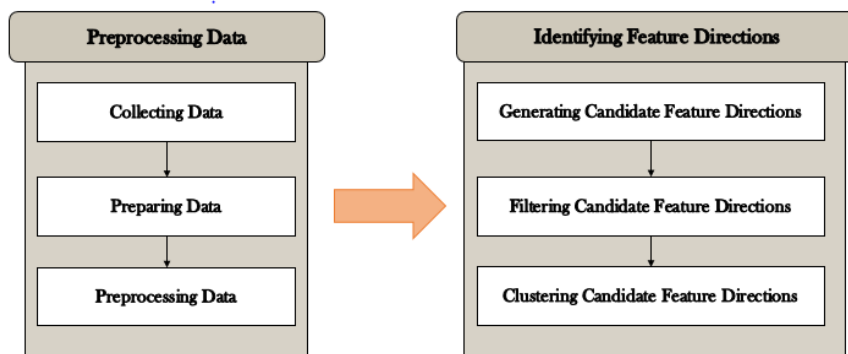 Preprocessing Data
Collecting Data
Preparing Data
Preprocessing Data
Identifying Feature Directions
Generating Candidate Feature Directions
Filtering Candidate Feature Directions
Clustering Candidate Feature Directions